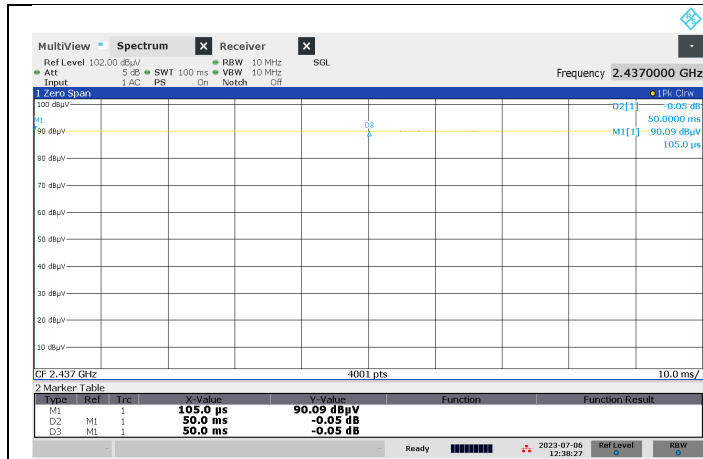 MultiView Spectrum X Receiver X
Ref Level 102.00 dBµV RBW 10 MHz SGL
Att 5 dB SWT 100 ms VBW 10 MHz Frequency 2.4370000 GHz
Input 1 AC PS On Notch Off
1 Zero Span 1Pk Clrw
100 dBµV D2[1] -0.05 dB
50.0000 ms
M1 D3
90 dBµV M1[1] 90.09 dBµV
105.0 µs
80 dBµV
70 dBµV
60 dBµV
50 dBµV
40 dBµV
30 dBµV
20 dBµV
10 dBµV
CF 2.437 GHz 4001 pts 10.0 ms/
2 Marker Table
Type Ref Trc X-Value Y-Value Function Function Result
M1 1 105.0 µs 90.09 dBµV
D2 M1 1 50.0 ms -0.05 dB
D3 M1 1 50.0 ms -0.05 dB
Ready 2023-07-06 Ref Level RBW
12:38:27